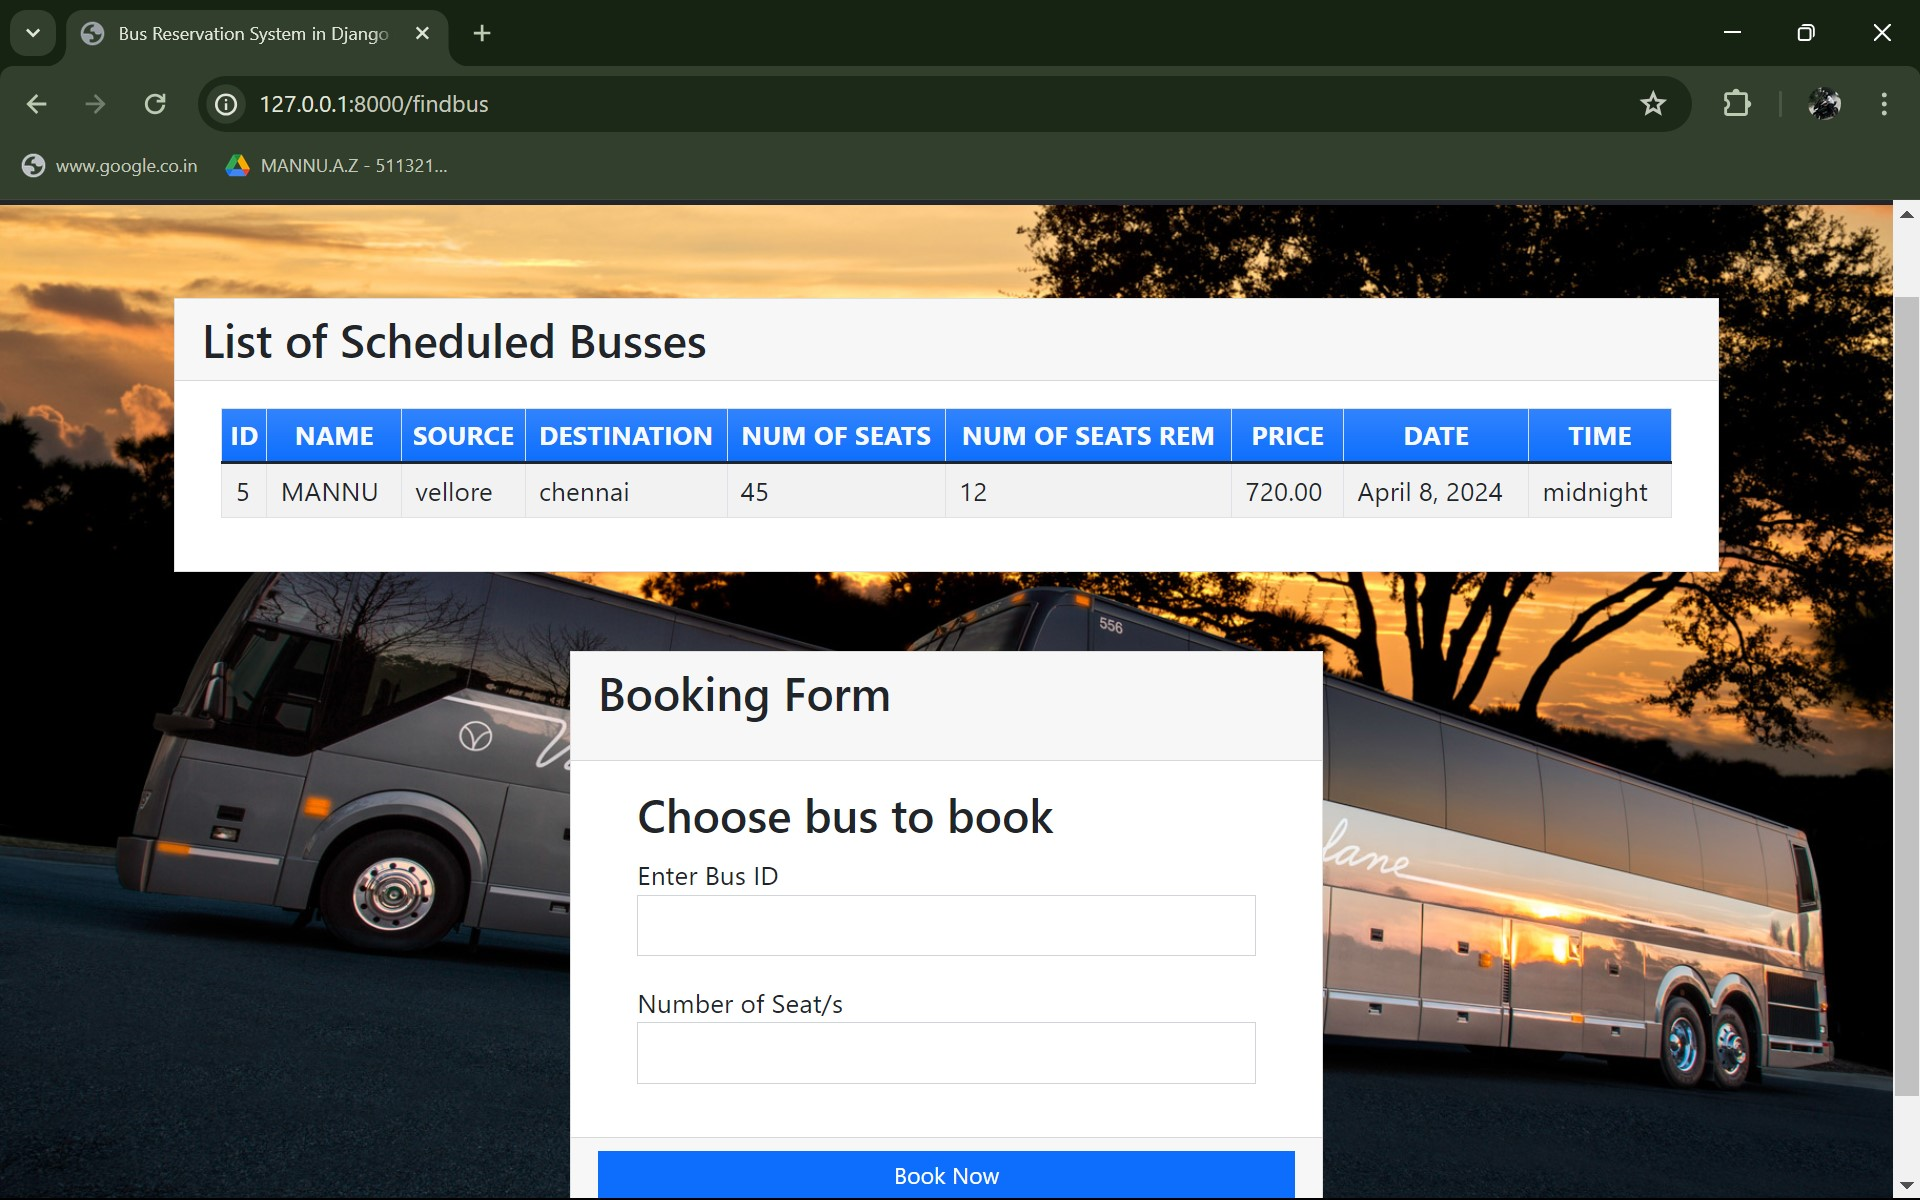 Bus Reservation System in Django
127.0.0.1:8000/findbus
www.google.co.in MANNU.A.Z - 511321...
List of Scheduled Busses
ID NAME SOURCE DESTINATION NUM OF SEATS NUM OF SEATS REM PRICE DATE TIME
5 MANNU vellore chennai 45 12 720.00 April 8, 2024 midnight
556
Booking Form
Choose bus to book
Enter Bus ID
lane
Number of Seat/s
Book Now